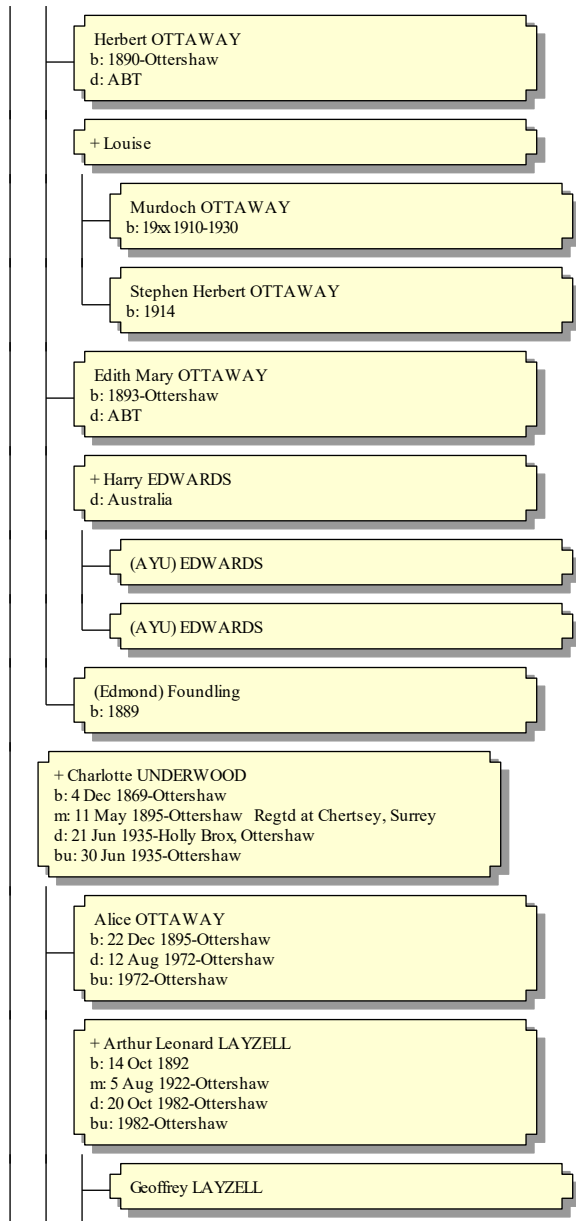 Herbert OTTAWAY
b: 1890-Ottershaw
d: ABT
+ Louise
Murdoch OTTAWAY
b: 19xx 1910-1930
Stephen Herbert OTTAWAY
b: 1914
Edith Mary OTTAWAY
b: 1893-Ottershaw
d: ABT
+ Harry EDWARDS
d: Australia
(AYU) EDWARDS
(AYU) EDWARDS
(Edmond) Foundling
b: 1889
+ Charlotte UNDERWOOD
b: 4 Dec 1869-Ottershaw
m: 11 May 1895-Ottershaw Regtd at Chertsey, Surrey
d: 21 Jun 1935-Holly Brox, Ottershaw
bu: 30 Jun 1935-Ottershaw
Alice OTTAWAY
b: 22 Dec 1895-Ottershaw
d: 12 Aug 1972-Ottershaw
bu: 1972-Ottershaw
+ Arthur Leonard LAYZELL
b: 14 Oct 1892
m: 5 Aug 1922-Ottershaw
d: 20 Oct 1982-Ottershaw
bu: 1982-Ottershaw
Geoffrey LAYZELL